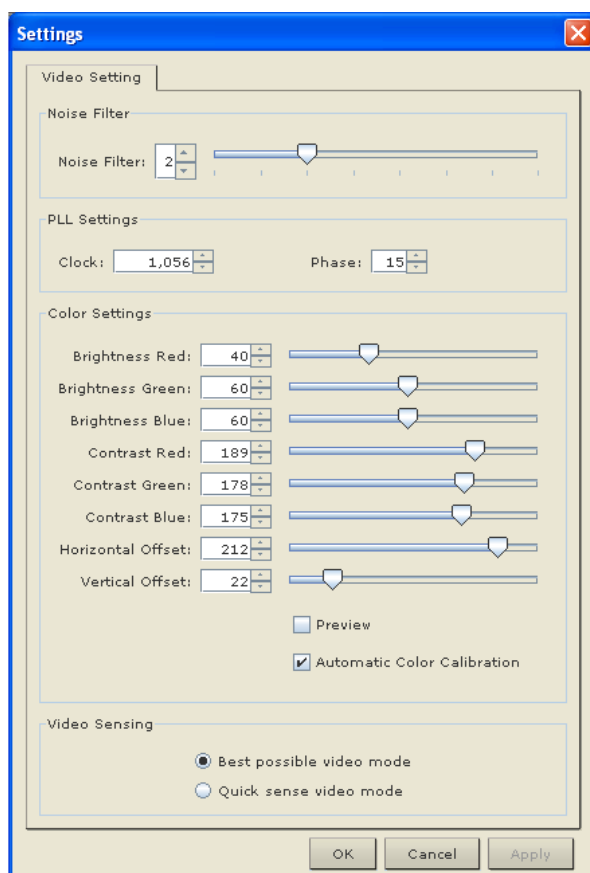 Settings
Video Setting
Noise Filter
Noise Filter: 2
PLL Settings
Clock: 1,056 Phase: 15
Color Settings
Brightness Red: 40
Brightness Green: 60
Brightness Blue: 60
Contrast Red: 189
Contrast Green: 178
Contrast Blue: 175
Horizontal Offset: 212
Vertical Offset: 22
Preview
Automatic Color Calibration
Video Sensing
Best possible video mode
Quick sense video mode
OK Cancel Apply